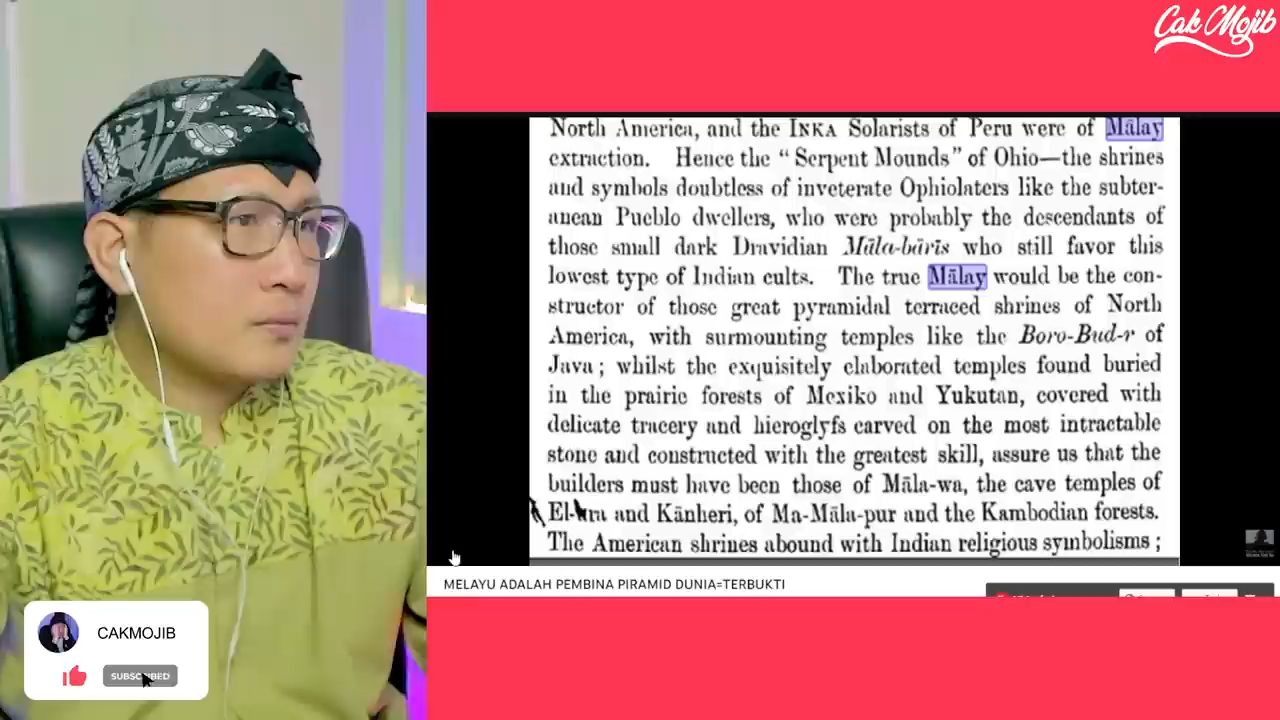 Cak Mojib
North America, and the INKA Solarists of Peru were of Mālay
extraction. Hence the “ Serpent Mounds ” of Ohio—the shrines
and symbols doubtless of inveterate Ophiolaters like the subter-
anean Pueblo dwellers, who were probably the descendants of
those small dark Dravidian Māla-bāris who still favor this
lowest type of Indian cults. The true Mālay would be the con-
structor of those great pyramidal terraced shrines of North
America, with surmounting temples like the Boro-Bud-r of
Java ; whilst the exquisitely elaborated temples found buried
in the prairie forests of Mexiko and Yukutan, covered with
delicate tracery and hieroglyfs carved on the most intractable
stone and constructed with the greatest skill, assure us that the
builders must have been those of Māla-wa, the cave temples of
and Kānheri, of Ma-Māla-pur and the Kambodian forests.
The American shrines abound with Indian religious symbolisms ;
MELAYU ADALAH PEMBINA PIRAMID DUNIA=TERBUKTI
CAKMOJIB
SUBSCRIBED